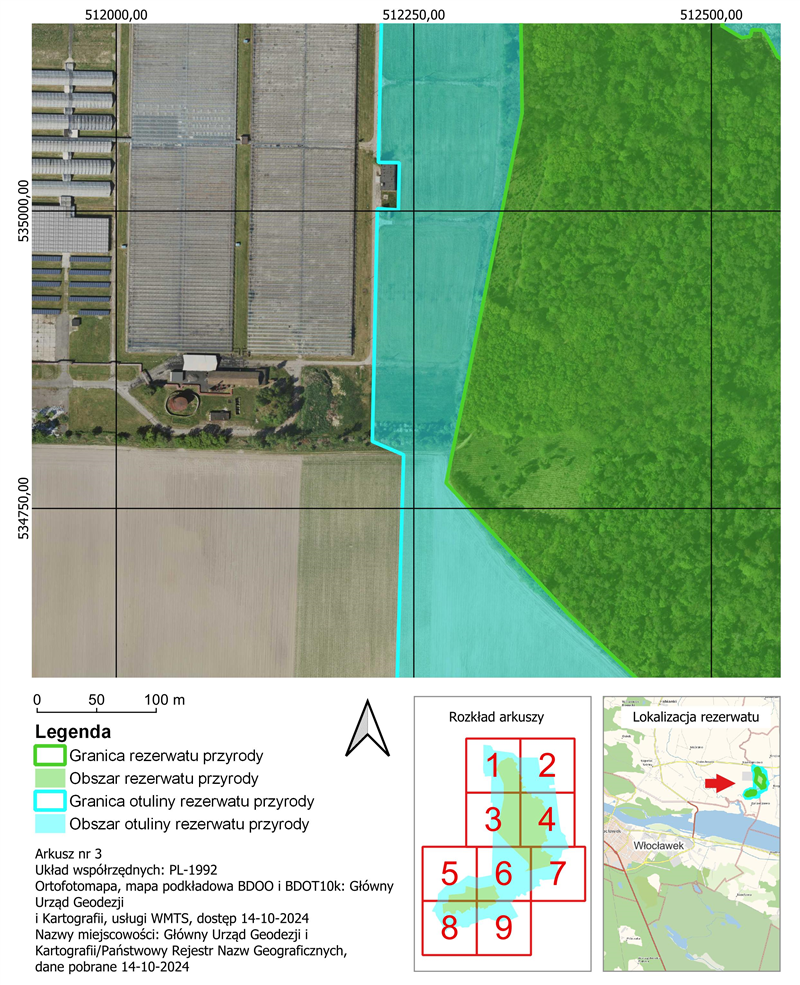 512000,00
512250,00
512500,00
535000,00
534750,00
0 50 100 m
Legenda
Granica rezerwatu przyrody
Obszar rezerwatu przyrody
Granica otuliny rezerwatu przyrody
Obszar otuliny rezerwatu przyrody
Arkusz nr 3
Układ współrzędnych: PL-1992
Ortofotomapa, mapa podkładowa BDOO i BDOT10k: Główny
Urząd Geodezji
i Kartografii, usługi WMTS, dostęp 14-10-2024
Nazwy miejscowości: Główny Urząd Geodezji i
Kartografii/Państwowy Rejestr Nazw Geograficznych,
dane pobrane 14-10-2024
Rozkład arkuszy
1 2
3 4
5 6 7
8 9
Lokalizacja rezerwatu
Włocławek